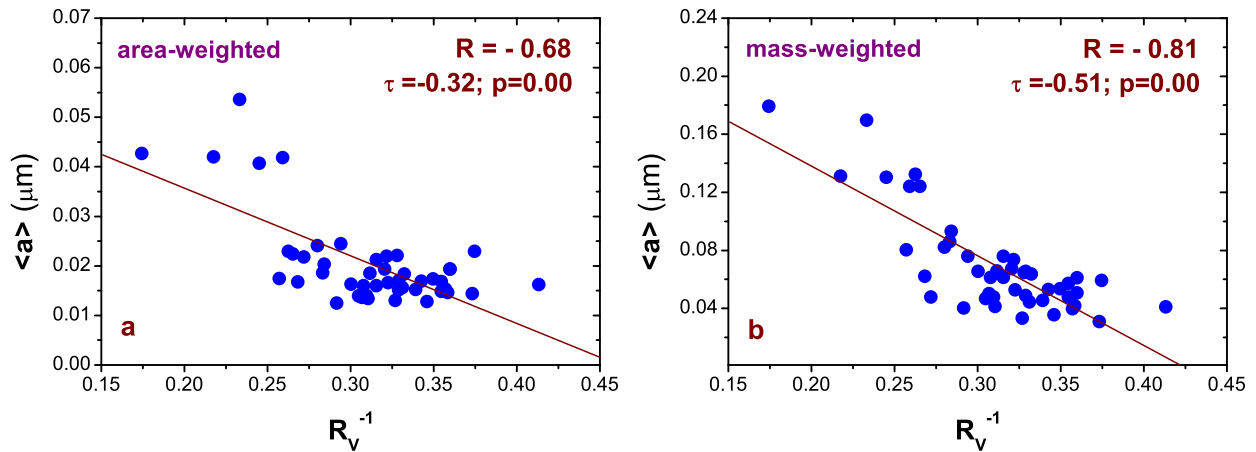 0.07
0.06
0.05
0.04
0.03
0.02
0.01
0.00
<a> (μm)
area-weighted
R = - 0.68
τ =-0.32; p=0.00
a
0.15 0.20 0.25 0.30 0.35 0.40 0.45
R_V^-1
0.24
0.20
0.16
0.12
0.08
0.04
<a> (μm)
mass-weighted
R = - 0.81
τ =-0.51; p=0.00
b
0.15 0.20 0.25 0.30 0.35 0.40 0.45
R_V^-1